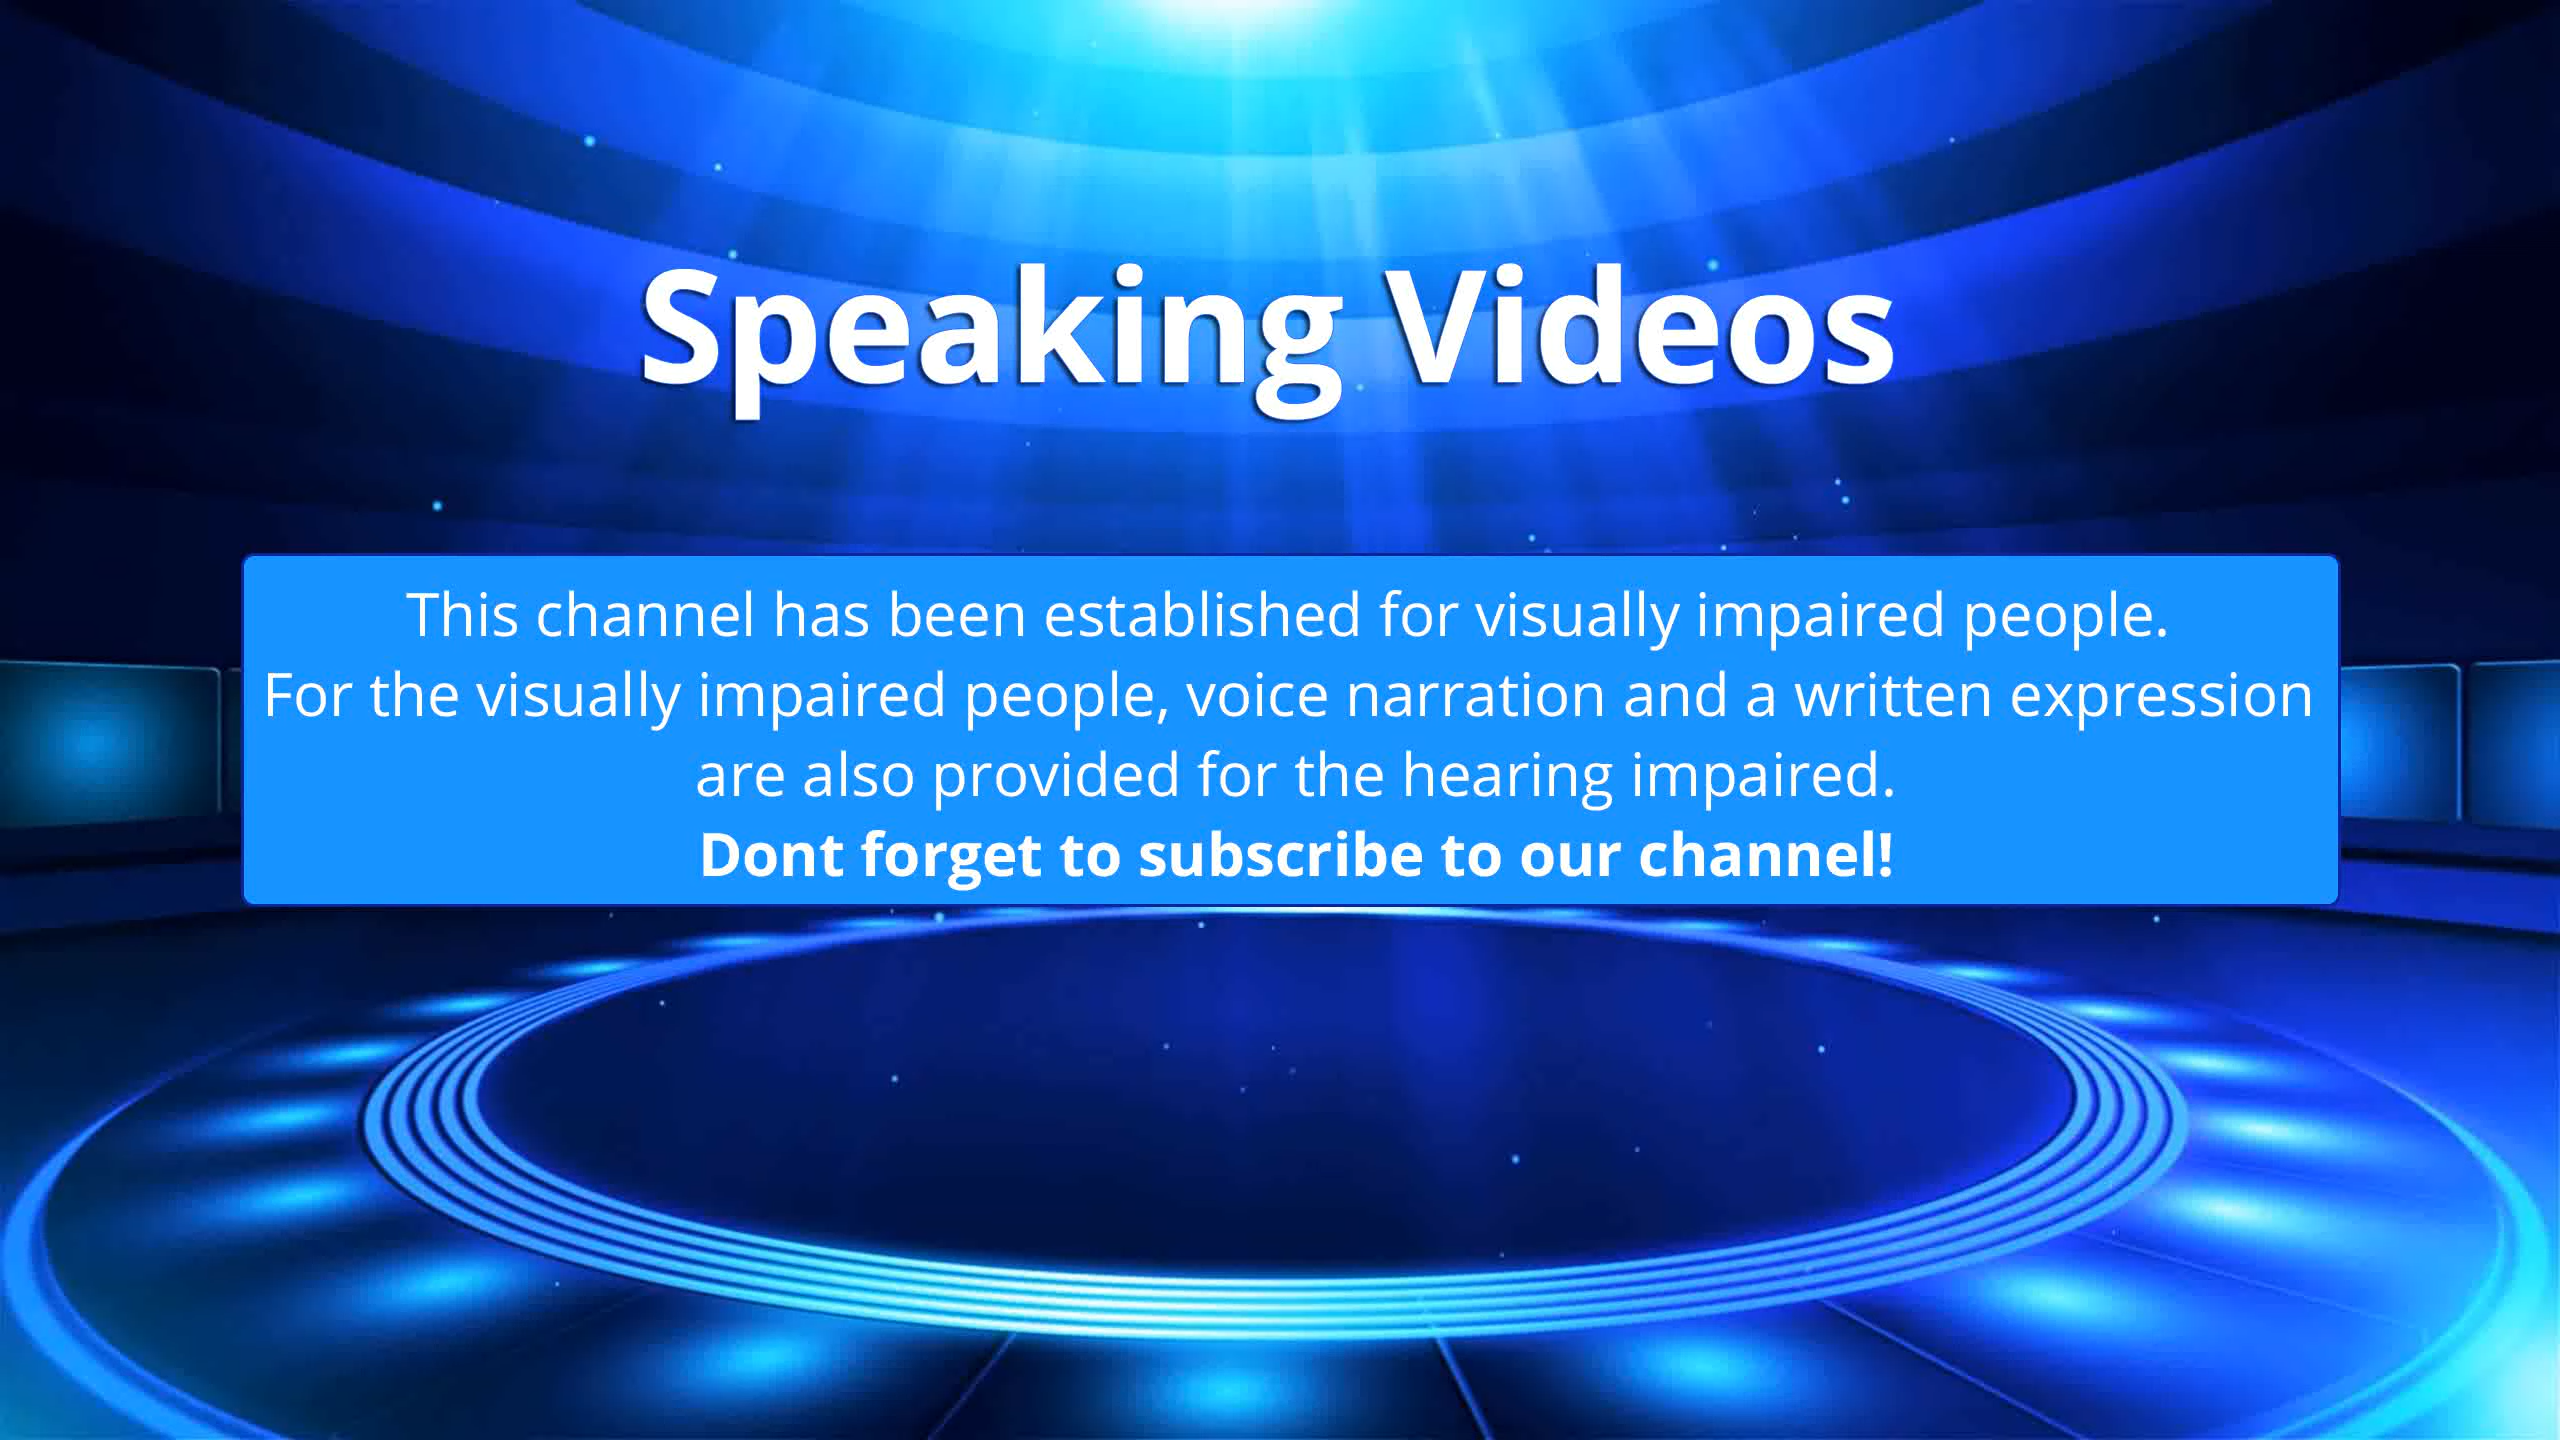 Speaking Videos
This channel has been established for visually impaired people.
For the visually impaired people, voice narration and a written expression
are also provided for the hearing impaired.
Dont forget to subscribe to our channel!